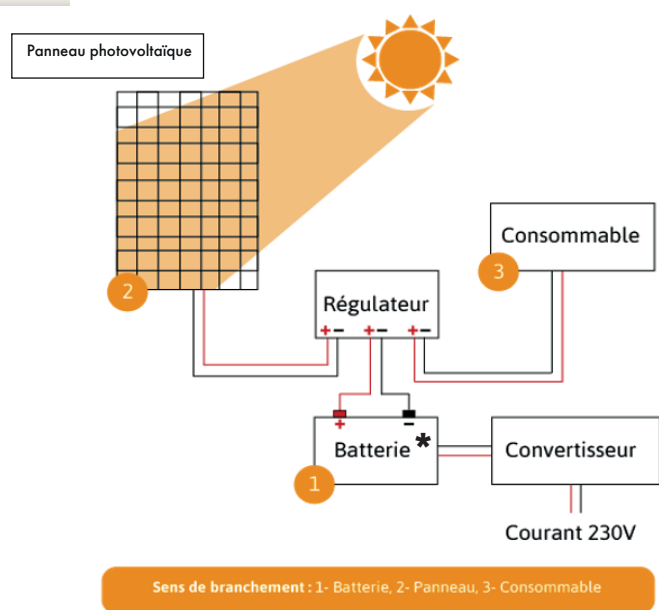 Panneau photovoltaïque
Consommable
3
2
Régulateur
+ − + − + −
+ −
Batterie *
Convertisseur
1
Courant 230V
Sens de branchement : 1- Batterie, 2- Panneau, 3- Consommable